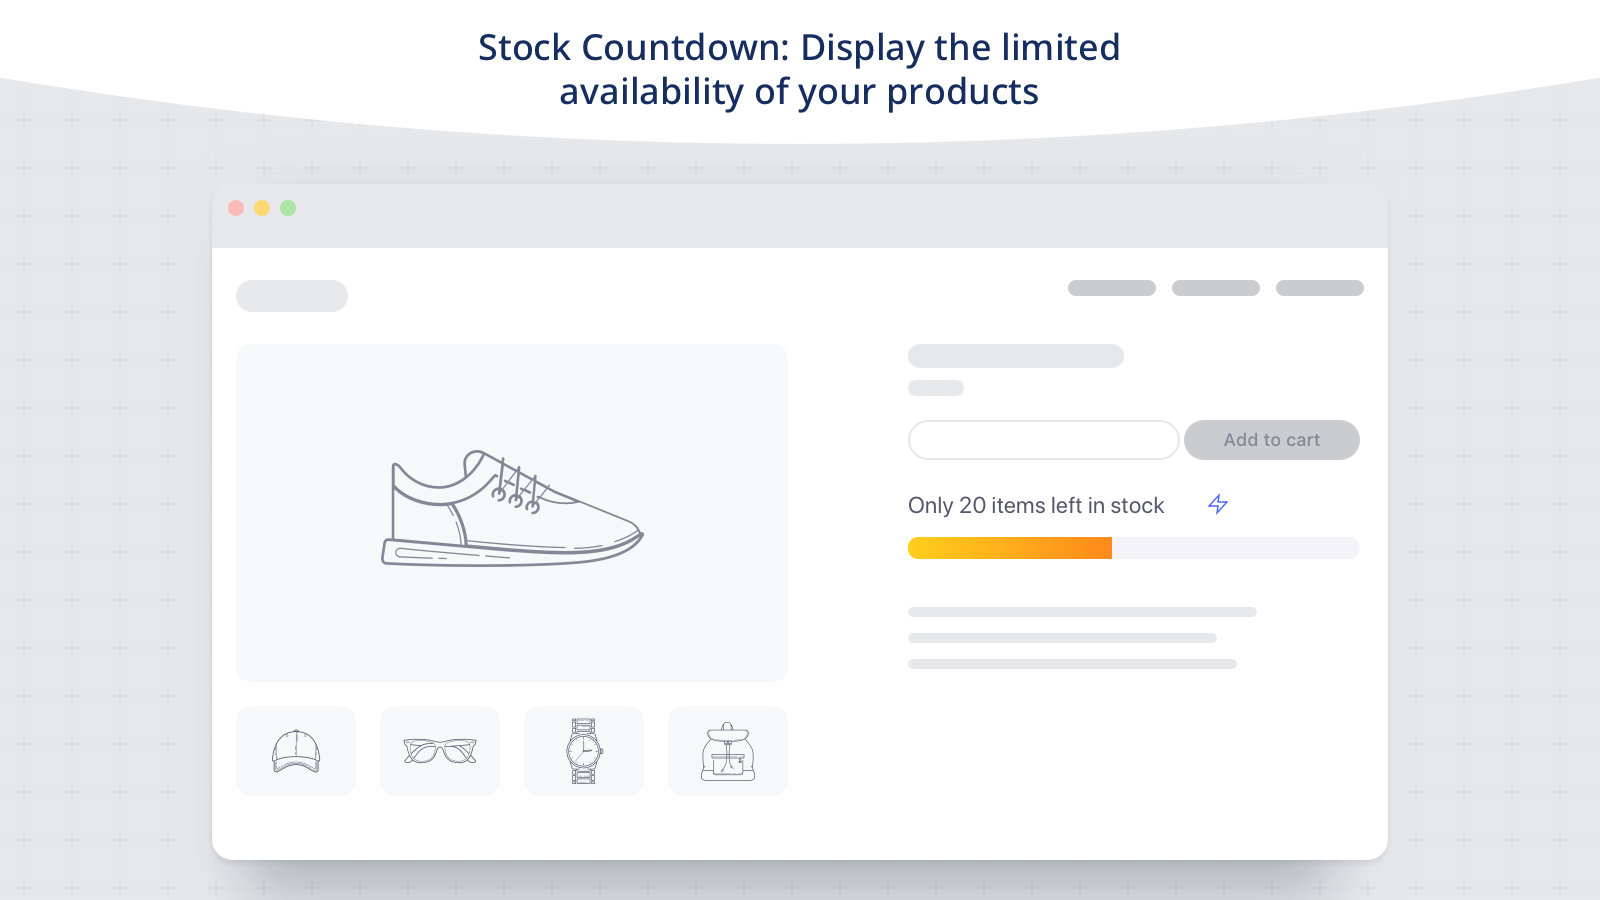 Stock Countdown: Display the limited
availability of your products
Add to cart
Only 20 items left in stock